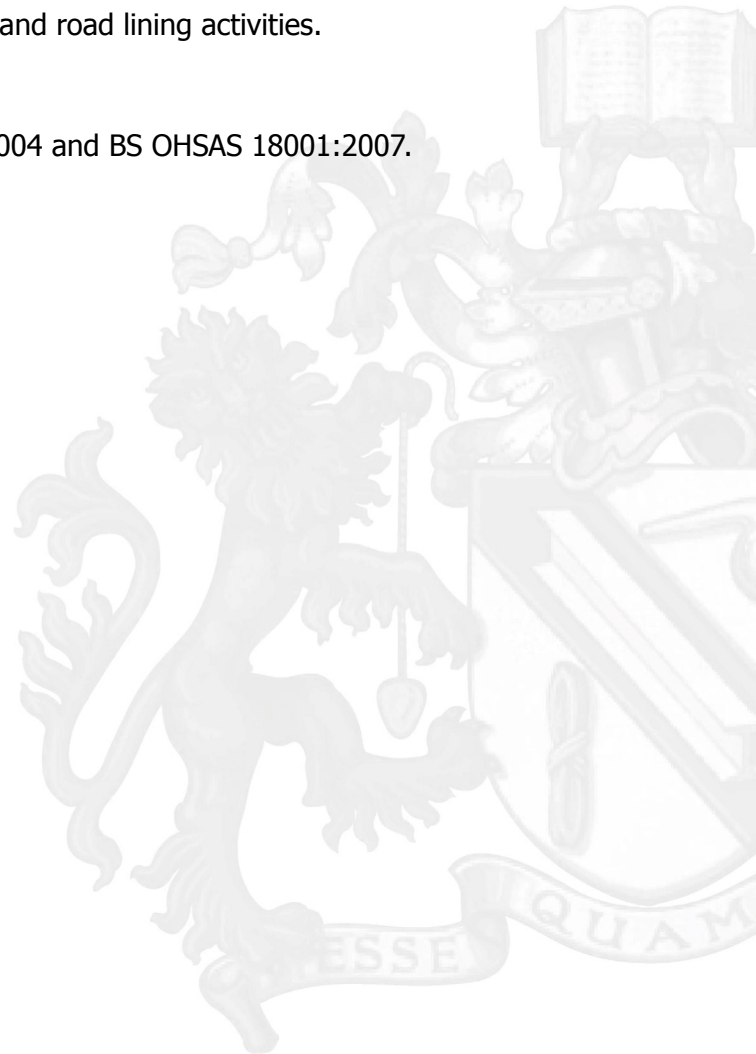 and road lining activities.
004 and BS OHSAS 18001:2007.
ESSE
QUAM